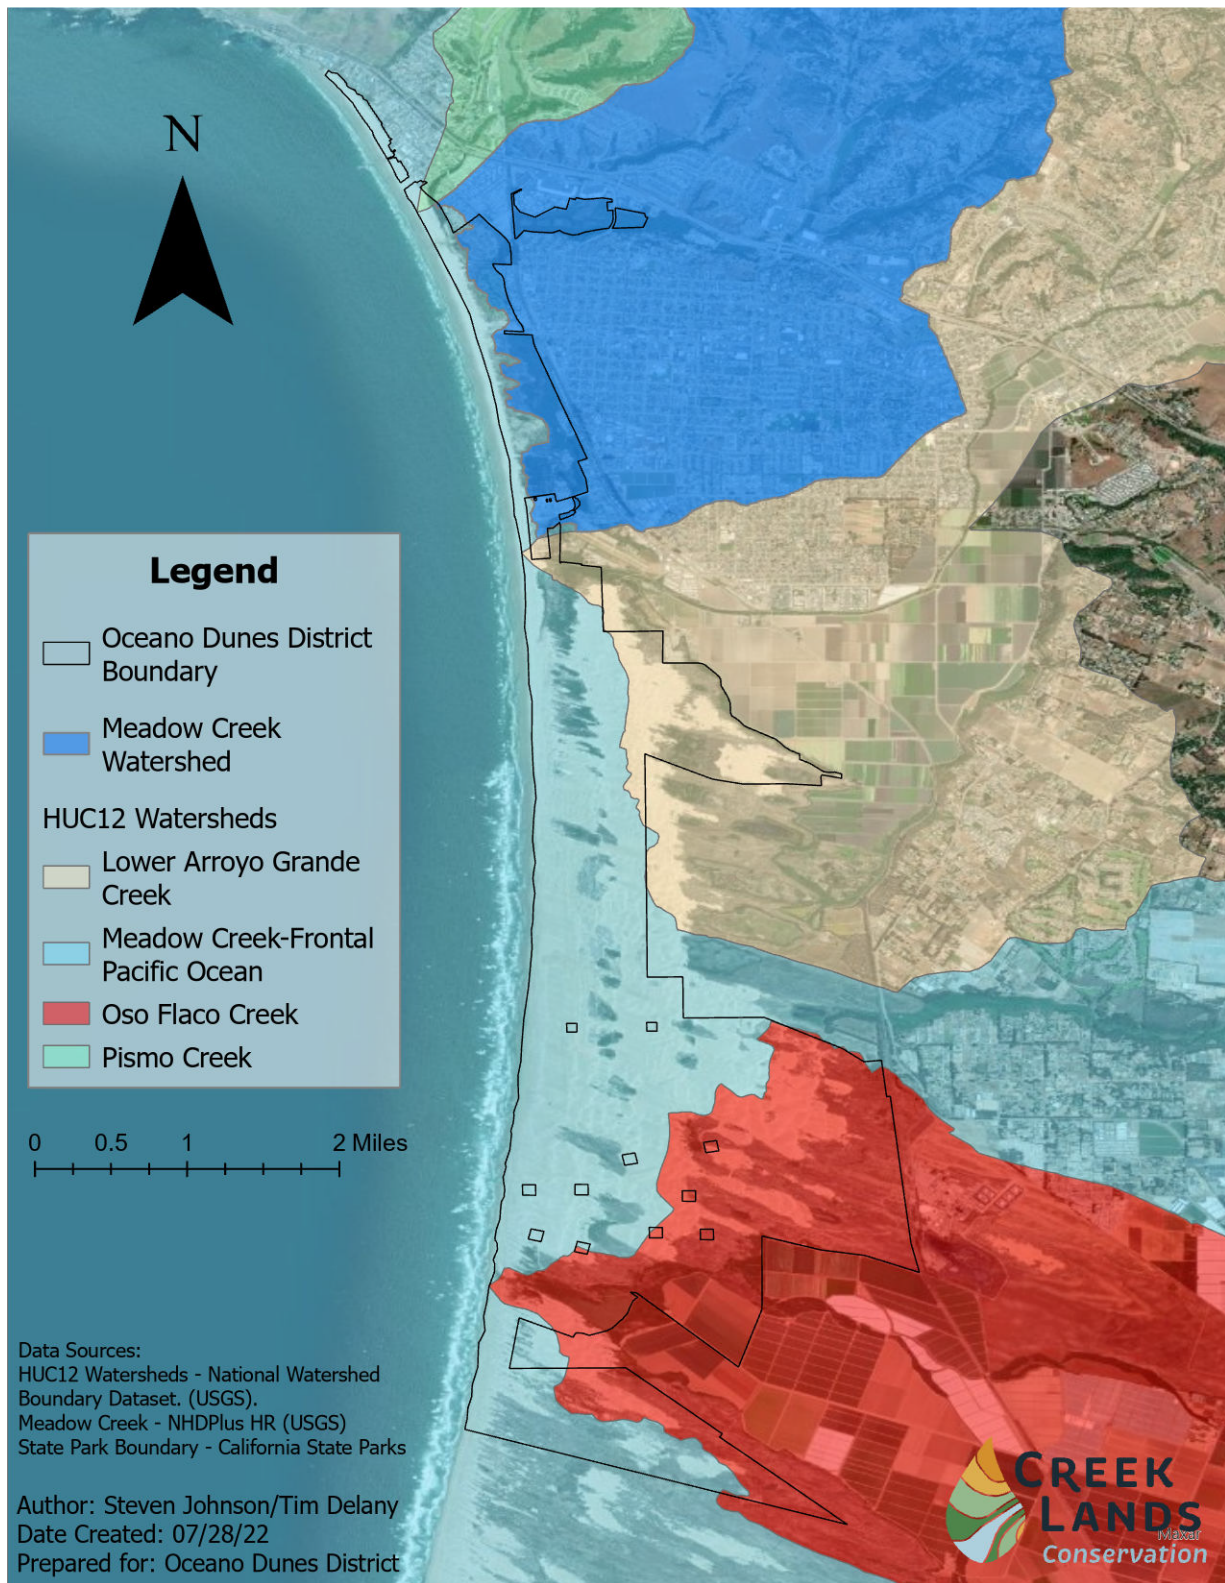 N
Legend
Oceano Dunes District
Boundary
Meadow Creek
Watershed
HUC12 Watersheds
Lower Arroyo Grande
Creek
Meadow Creek-Frontal
Pacific Ocean
Oso Flaco Creek
Pismo Creek
0 0.5 1 2 Miles
Data Sources:
HUC12 Watersheds - National Watershed
Boundary Dataset. (USGS).
Meadow Creek - NHDPlus HR (USGS)
State Park Boundary - California State Parks
Author: Steven Johnson/Tim Delany
Date Created: 07/28/22
Prepared for: Oceano Dunes District
CREEK
LANDS
Maxar
Conservation